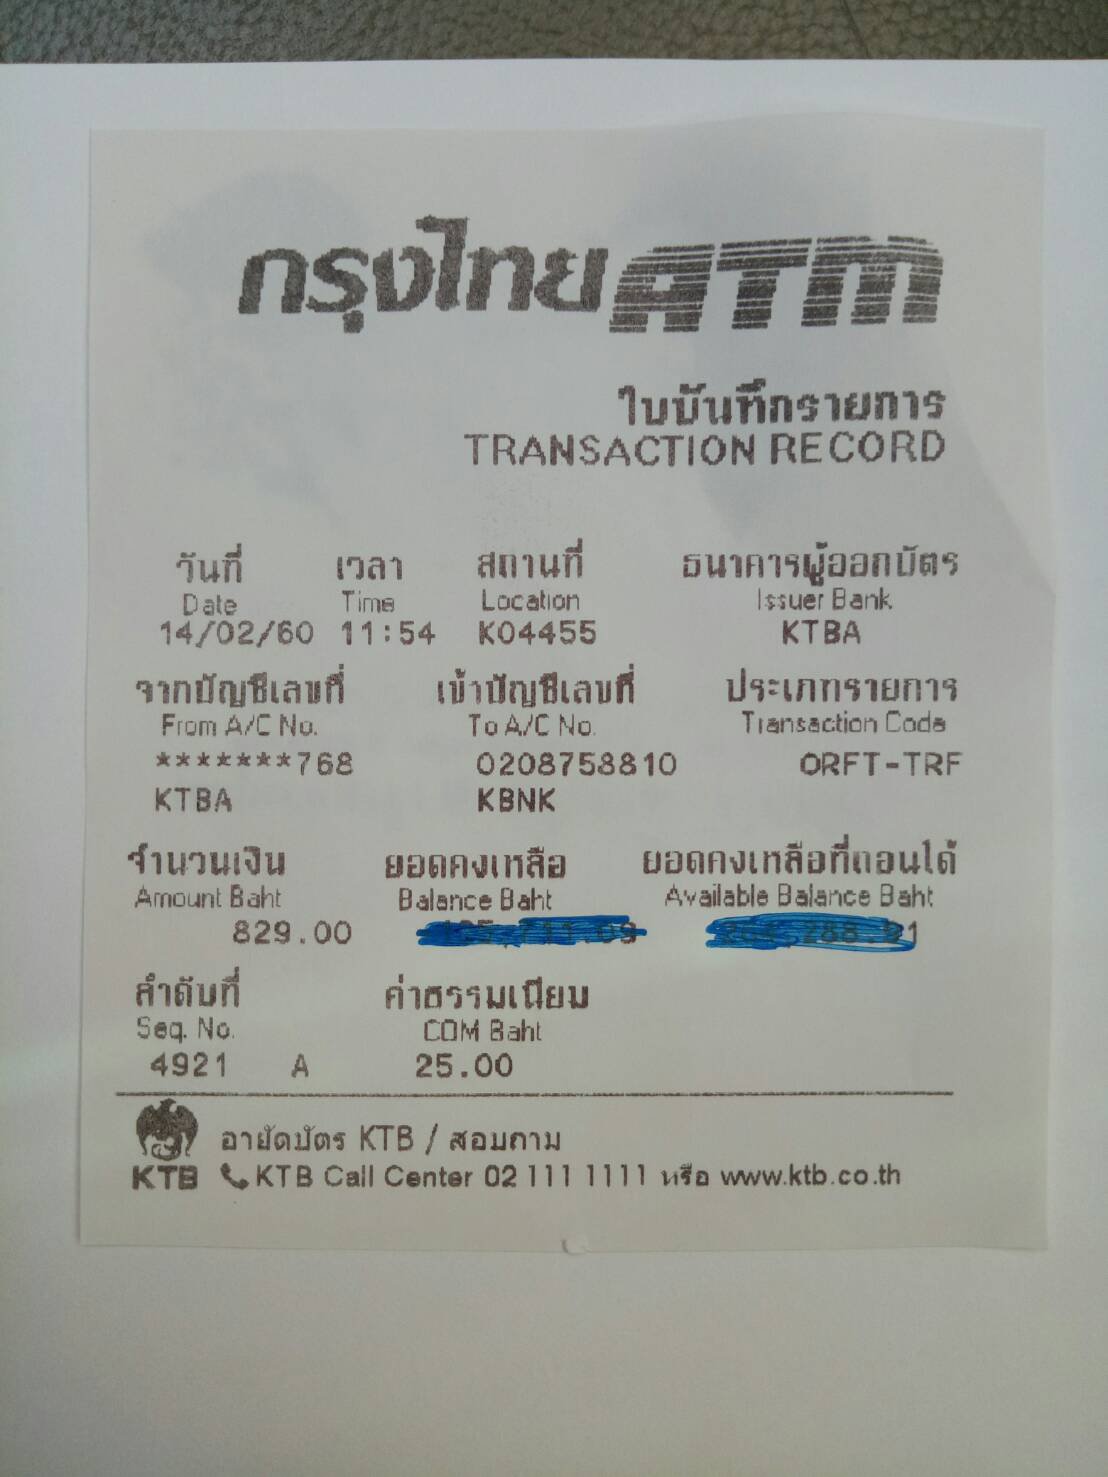 กรุงไทย ATM
ใบบันทึกรายการ
TRANSACTION RECORD
วันที่ เวลา สถานที่ ธนาคารผู้ออกบัตร
Date Time Location Issuer Bank
14/02/60 11:54 K04455 KTBA
จากบัญชีเลขที่ เข้าบัญชีเลขที่ ประเภทรายการ
From A/C No. To A/C No. Transaction Code
*******768 0208758810 ORFT-TRF
KTBA KBNK
จำนวนเงิน ยอดคงเหลือ ยอดคงเหลือที่ถอนได้
Amount Baht Balance Baht Available Balance Baht
829.00
ลำดับที่ ค่าธรรมเนียม
Seq. No. COM Baht
4921 A 25.00
อายัดบัตร KTB / สอบถาม
KTB KTB Call Center 02 111 1111 หรือ www.ktb.co.th